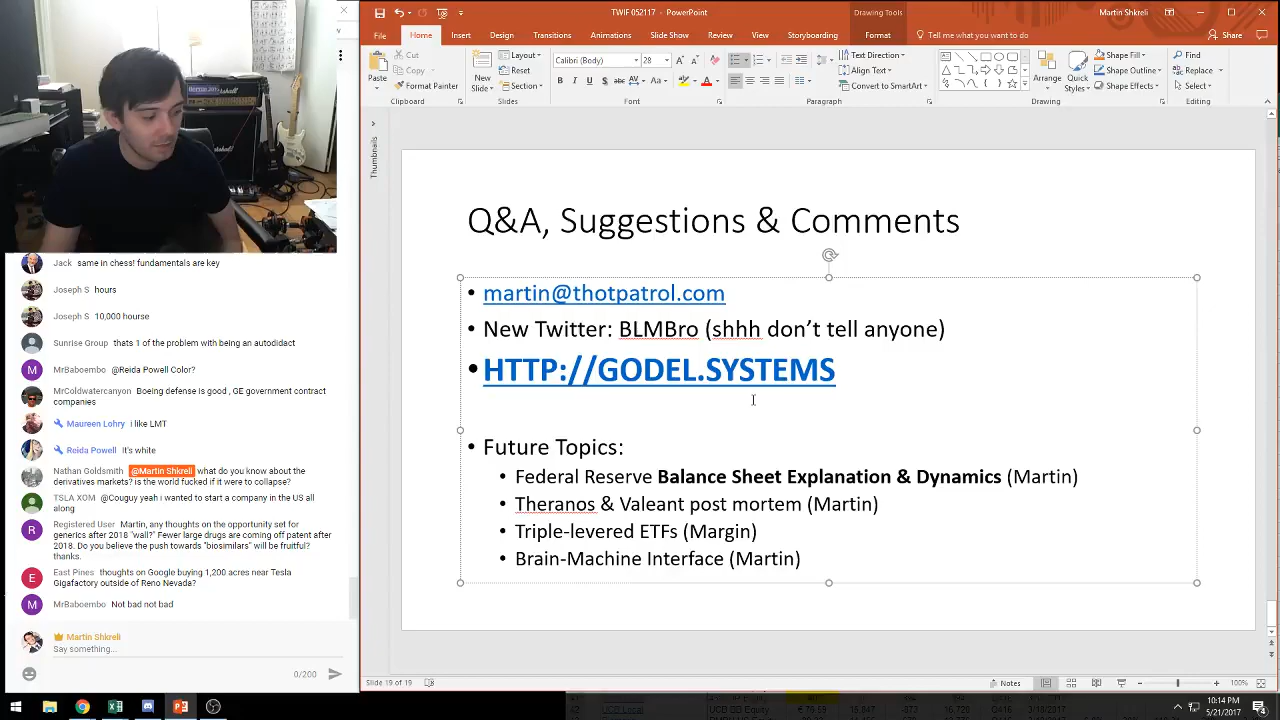 TWIF 052117 - PowerPoint
Drawing Tools
Martin Shkreli
File
Home
Insert
Design
Transitions
Animations
Slide Show
Review
View
Storyboarding
Format
Tell me what you want to do
Share
Paste
Cut
Copy
Format Painter
Clipboard
New Slide
Layout
Reset
Section
Slides
Calibri (Body)
28
Font
Text Direction
Align Text
Convert to SmartArt
Paragraph
Arrange
Quick Styles
Shape Fill
Shape Outline
Shape Effects
Drawing
Find
Replace
Select
Editing
Thumbnails
Marshall
Jack same in chess! fundamentals are key
Joseph S hours
Joseph S 10,000 hourse
Sunrise Group thats 1 of the problem with being an autodidact
MrBaboembo @Reida Powell Color?
MrColdwatercanyon Boeing defense is good, GE government contract
companies
Maureen Lohry i like LMT
Reida Powell It's white
Nathan Goldsmith @Martin Shkreli what do you know about the
derivatives markets? is the world fucked if it were to collapse?
TSLA XOM @Couguy yeah i wanted to start a company in the US all
along
Registered User Martin, any thoughts on the opportunity set for
generics after 2018 "wall?" Fewer large drugs are coming off patent after
2018. Do you believe the push towards "biosimilars" will be fruitful?
thanks.
East Pines thoughts on Google buying 1,200 acres near Tesla
Gigafactory outside of Reno Nevada?
MrBaboembo Not bad not bad
Martin Shkreli
Say something...
0/200
Q&A, Suggestions & Comments
• martin@thotpatrol.com
• New Twitter: BLMBro (shhh don't tell anyone)
• HTTP://GODEL.SYSTEMS
• Future Topics:
• Federal Reserve Balance Sheet Explanation & Dynamics (Martin)
• Theranos & Valeant post mortem (Martin)
• Triple-levered ETFs (Margin)
• Brain-Machine Interface (Martin)
Slide 19 of 19
Notes
100%
10:14 PM
5/21/2017